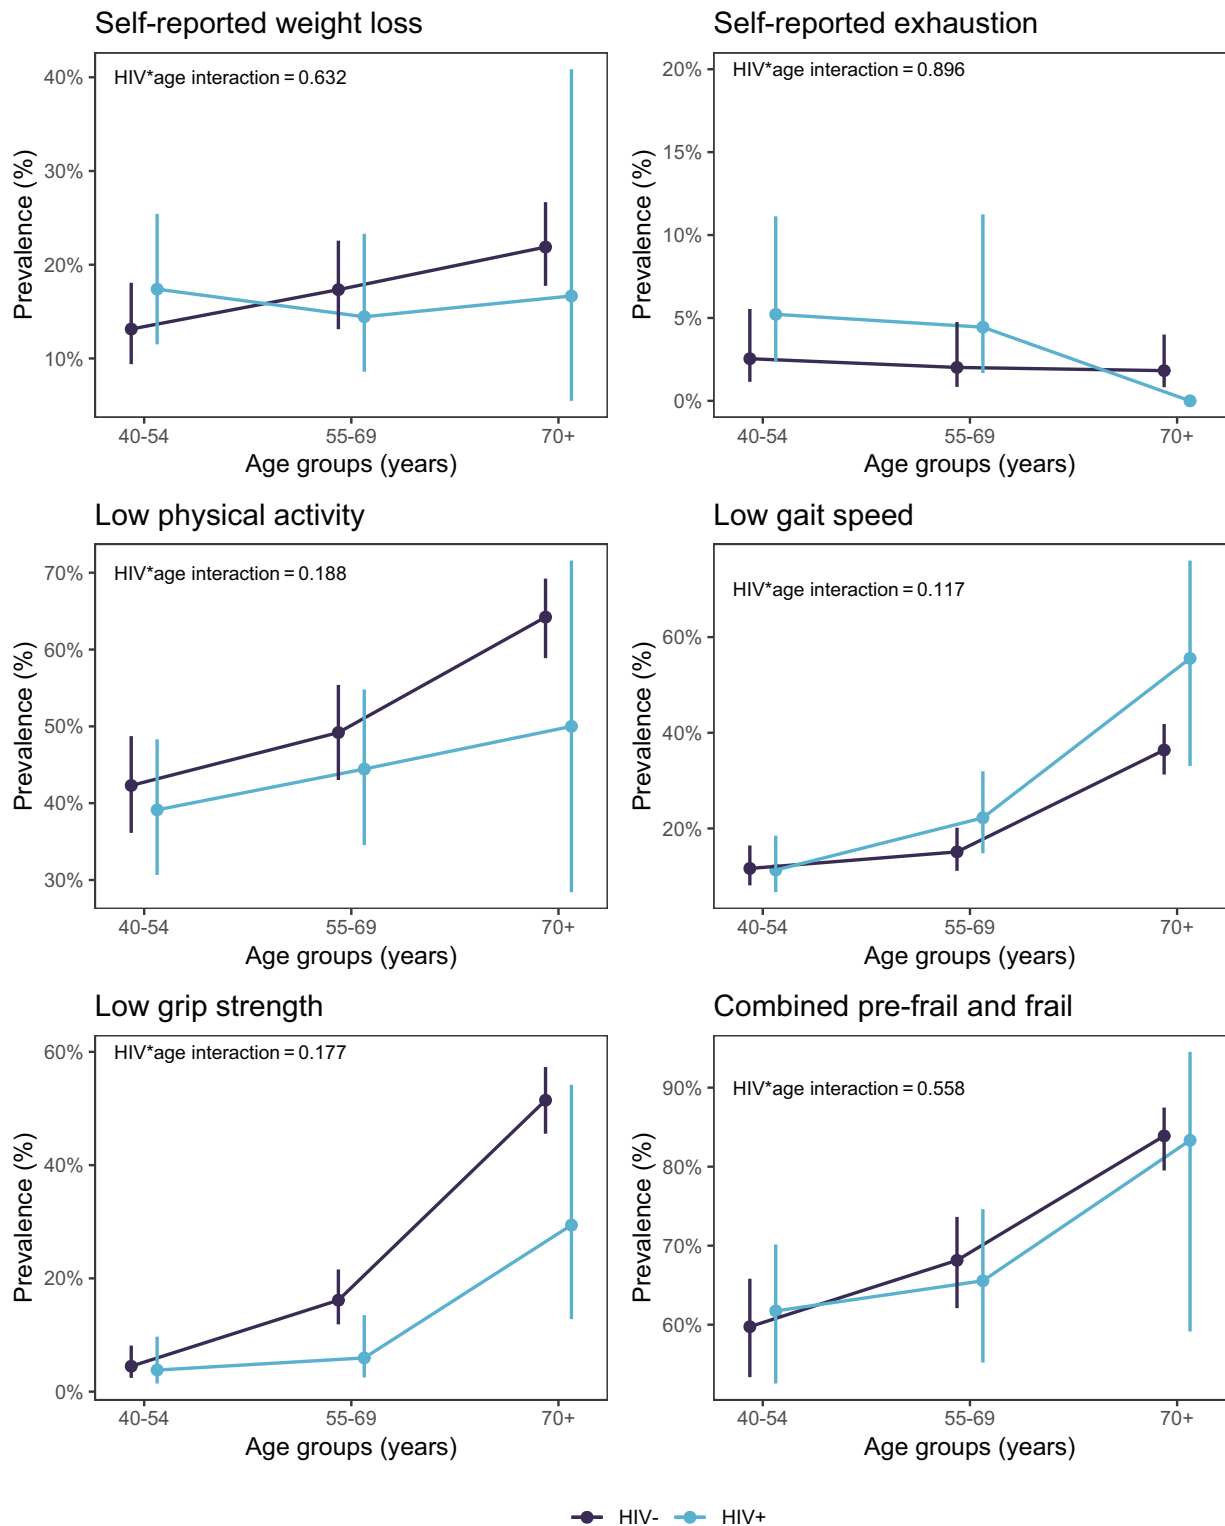 Self-reported weight loss
HIV*age interaction = 0.632
40%
30%
20%
10%
Prevalence (%)
40-54 55-69 70+
Age groups (years)
Self-reported exhaustion
HIV*age interaction = 0.896
20%
15%
10%
5%
0%
Prevalence (%)
40-54 55-69 70+
Age groups (years)
Low physical activity
HIV*age interaction = 0.188
70%
60%
50%
40%
30%
Prevalence (%)
40-54 55-69 70+
Age groups (years)
Low gait speed
HIV*age interaction = 0.117
60%
40%
20%
Prevalence (%)
40-54 55-69 70+
Age groups (years)
Low grip strength
HIV*age interaction = 0.177
60%
40%
20%
0%
Prevalence (%)
40-54 55-69 70+
Age groups (years)
Combined pre-frail and frail
HIV*age interaction = 0.558
90%
80%
70%
60%
Prevalence (%)
40-54 55-69 70+
Age groups (years)
HIV- HIV+